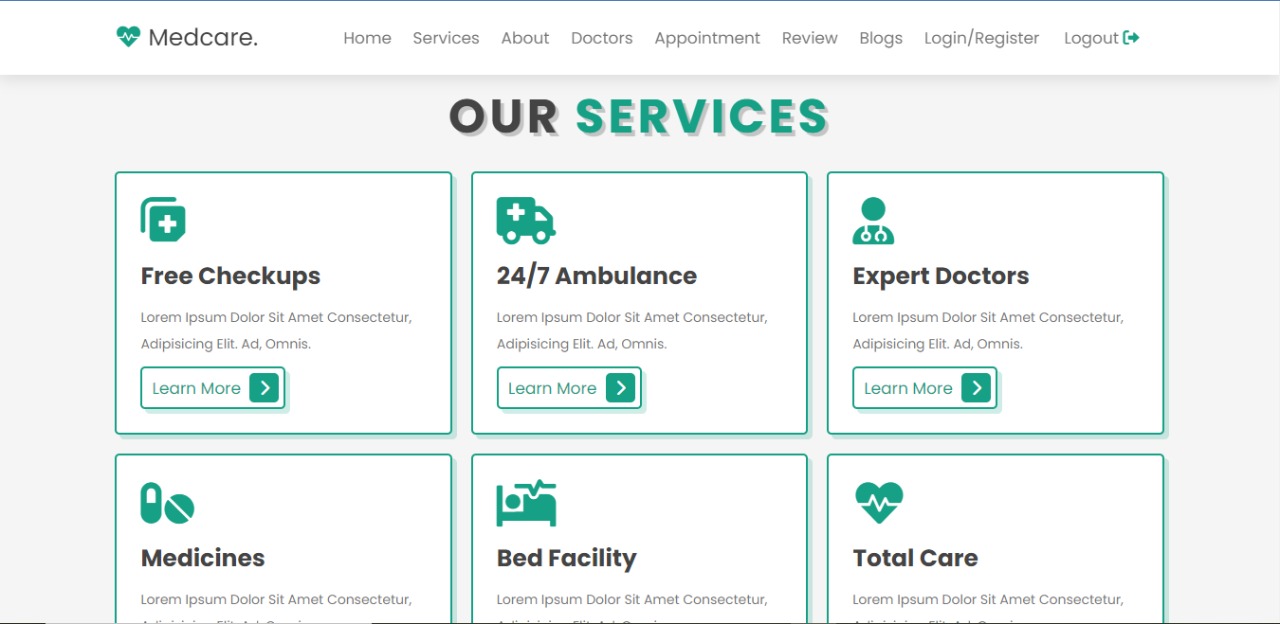 Medcare.
Home Services About Doctors Appointment Review Blogs Login/Register Logout
OUR SERVICES
Free Checkups
Lorem Ipsum Dolor Sit Amet Consectetur,
Adipisicing Elit. Ad, Omnis.
Learn More
24/7 Ambulance
Lorem Ipsum Dolor Sit Amet Consectetur,
Adipisicing Elit. Ad, Omnis.
Learn More
Expert Doctors
Lorem Ipsum Dolor Sit Amet Consectetur,
Adipisicing Elit. Ad, Omnis.
Learn More
Medicines
Lorem Ipsum Dolor Sit Amet Consectetur,
Bed Facility
Lorem Ipsum Dolor Sit Amet Consectetur,
Total Care
Lorem Ipsum Dolor Sit Amet Consectetur,